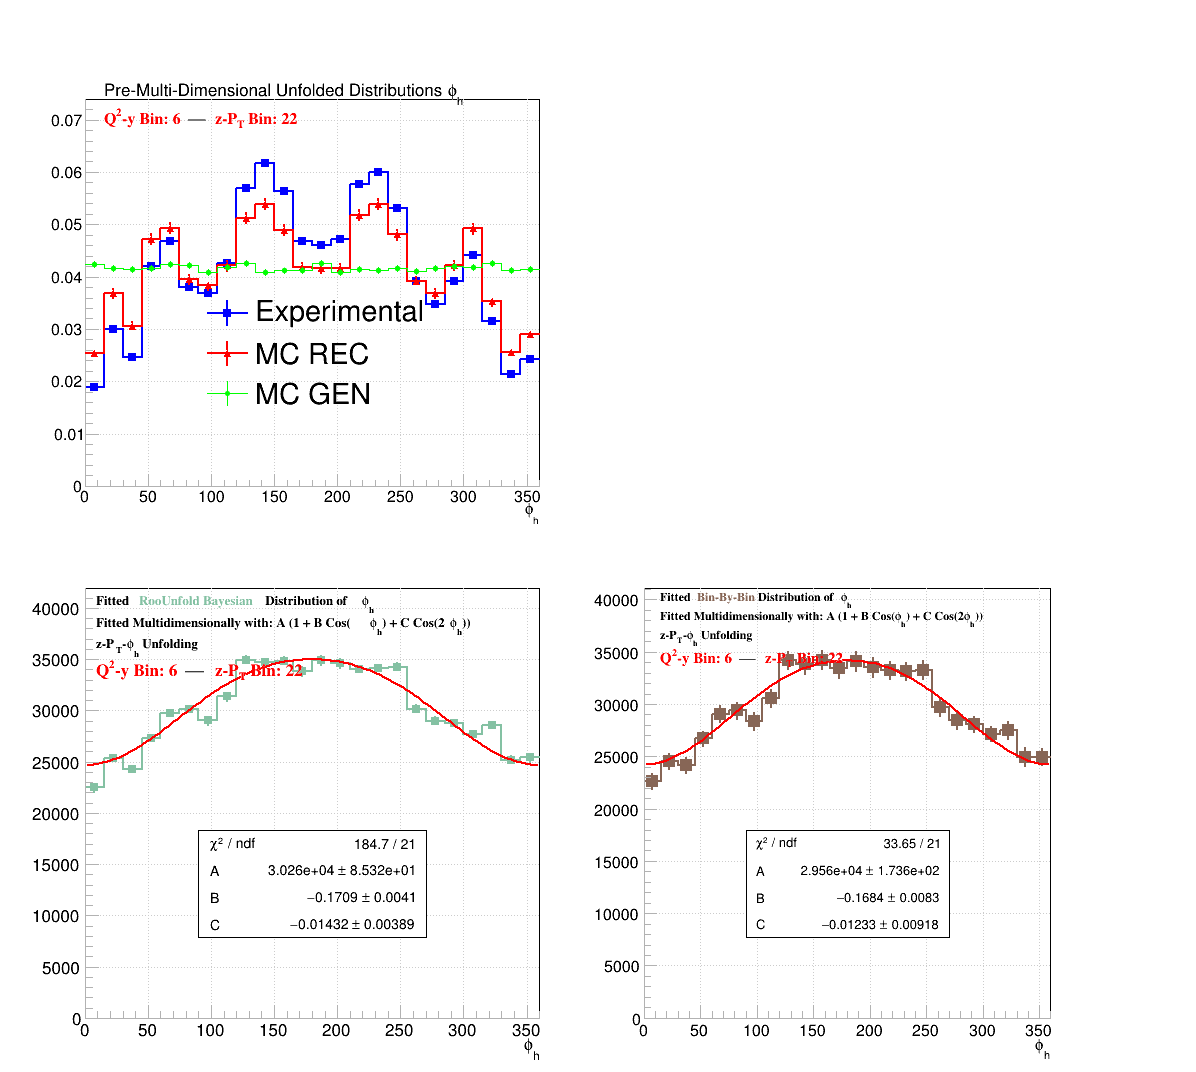 Pre-Multi-Dimensional Unfolded Distributions ϕh
Q²-y Bin: 6 — z-PT Bin: 22
0.07
0.06
0.05
0.04
0.03
0.02
0.01
0
Experimental
MC REC
MC GEN
0 50 100 150 200 250 300 350
ϕh
Fitted RooUnfold Bayesian Distribution of ϕh
Fitted Multidimensionally with: A (1 + B Cos( ϕh) + C Cos(2 ϕh))
z-PT-ϕh Unfolding
Q²-y Bin: 6 — z-PT Bin: 22
40000
35000
30000
25000
20000
15000
10000
5000
0
χ² / ndf 184.7 / 21
A 3.026e+04 ± 8.532e+01
B −0.1709 ± 0.0041
C −0.01432 ± 0.00389
0 50 100 150 200 250 300 350
ϕh
Fitted Bin-By-Bin Distribution of ϕh
Fitted Multidimensionally with: A (1 + B Cos(ϕh) + C Cos(2ϕh))
z-PT-ϕh Unfolding
Q²-y Bin: 6 — z-PT Bin: 22
40000
35000
30000
25000
20000
15000
10000
5000
0
χ² / ndf 33.65 / 21
A 2.956e+04 ± 1.736e+02
B −0.1684 ± 0.0083
C −0.01233 ± 0.00918
0 50 100 150 200 250 300 350
ϕh